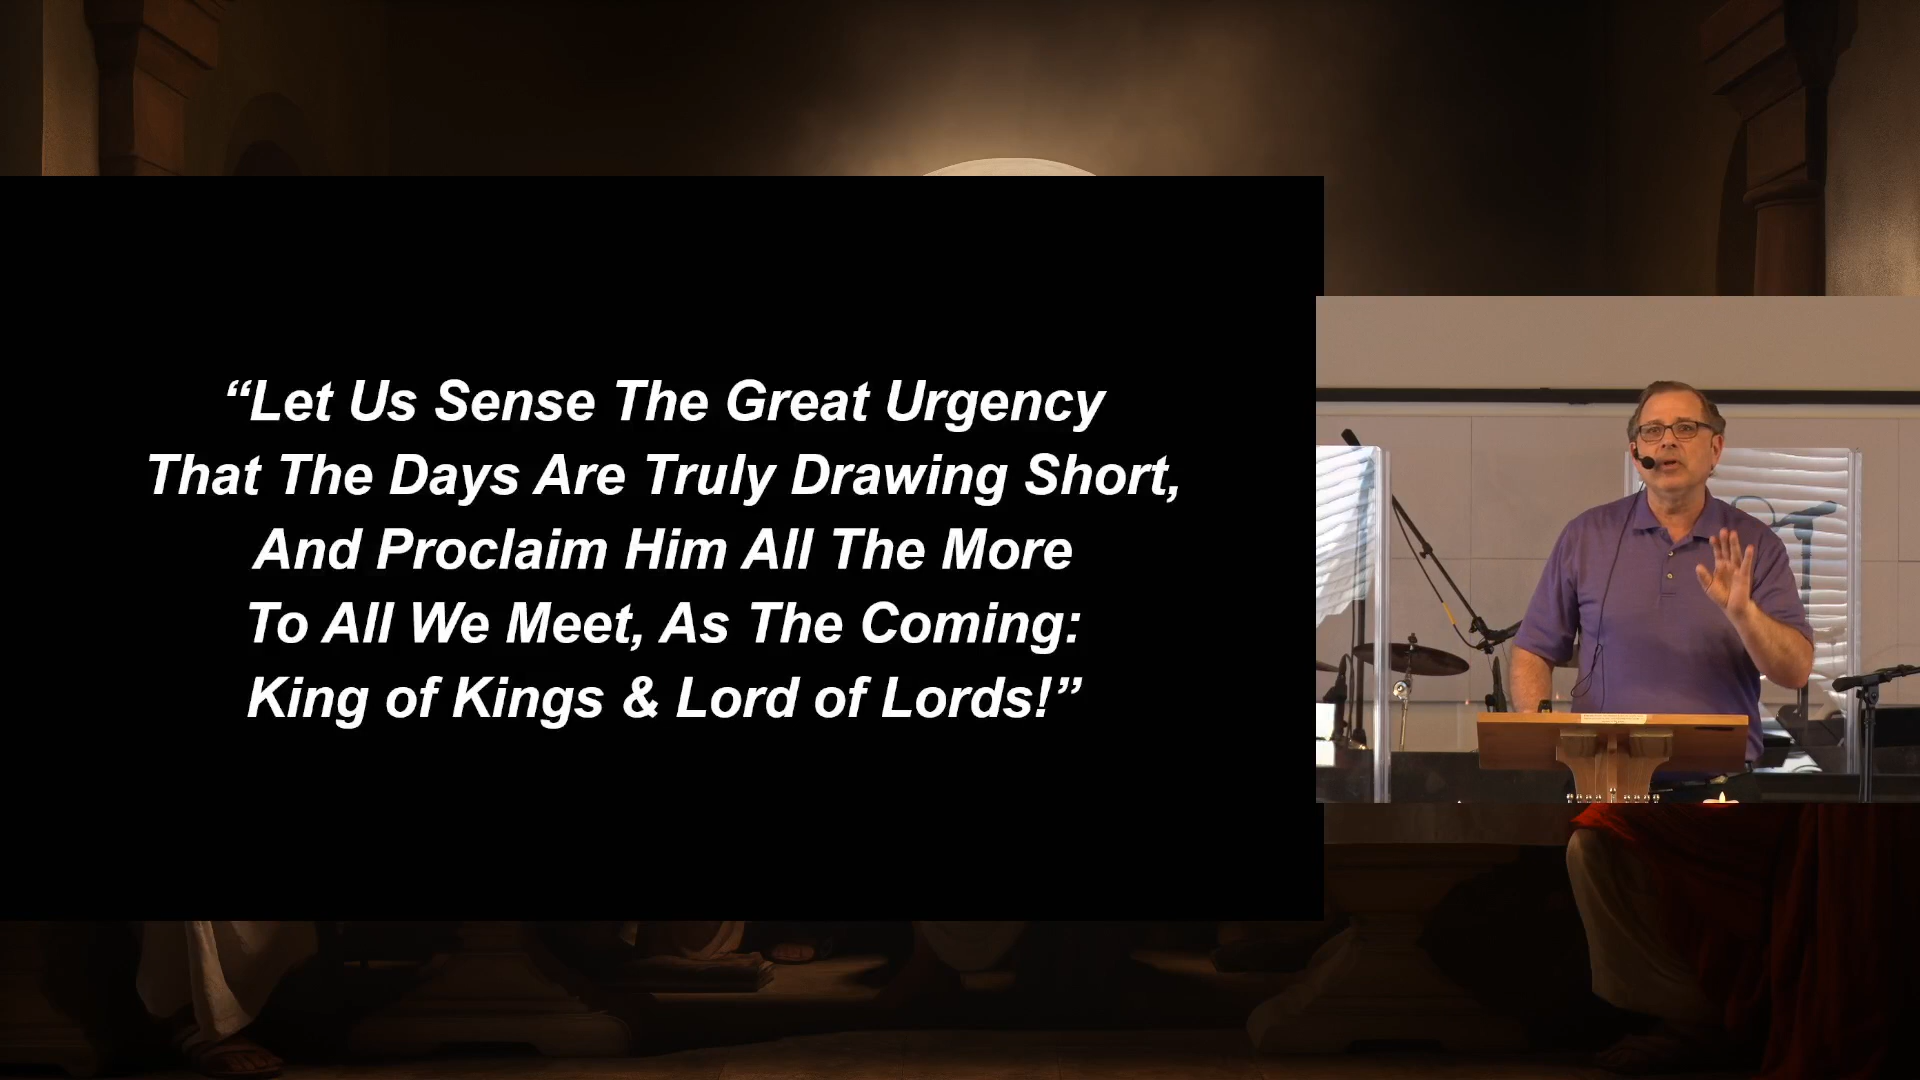 “Let Us Sense The Great Urgency
That The Days Are Truly Drawing Short,
And Proclaim Him All The More
To All We Meet, As The Coming:
King of Kings & Lord of Lords!”